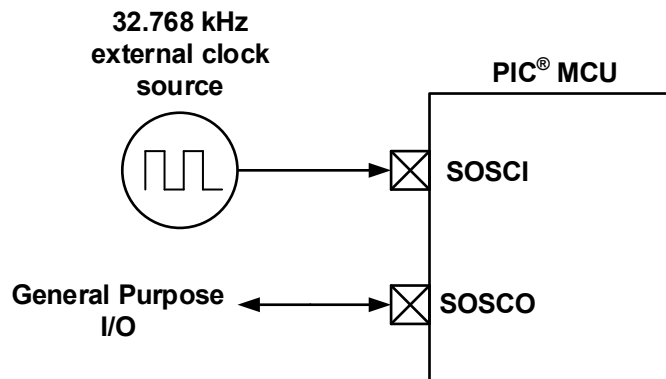 32.768 kHz
external clock
source
PIC® MCU
SOSCI
General Purpose
I/O
SOSCO